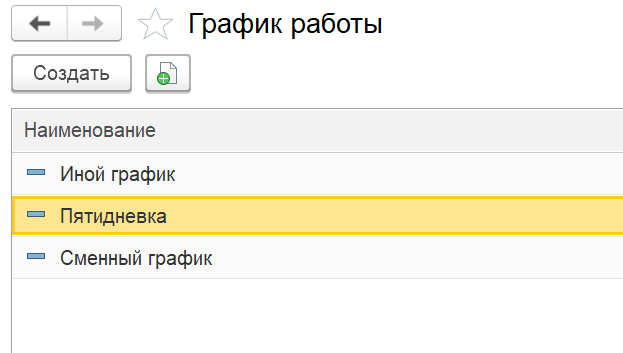 График работы
Создать
Наименование
Иной график
Пятидневка
Сменный график